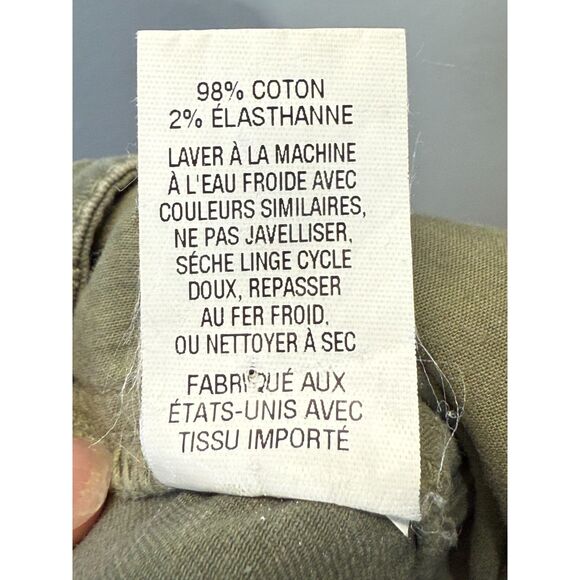 98% COTON
2% ÉLASTHANNE
LAVER À LA MACHINE
À L'EAU FROIDE AVEC
COULEURS SIMILAIRES,
NE PAS JAVELLISER,
SÉCHE LINGE CYCLE
DOUX, REPASSER
AU FER FROID,
OU NETTOYER À SEC
FABRIQUÉ AUX
ÉTATS-UNIS AVEC
TISSU IMPORTÉ